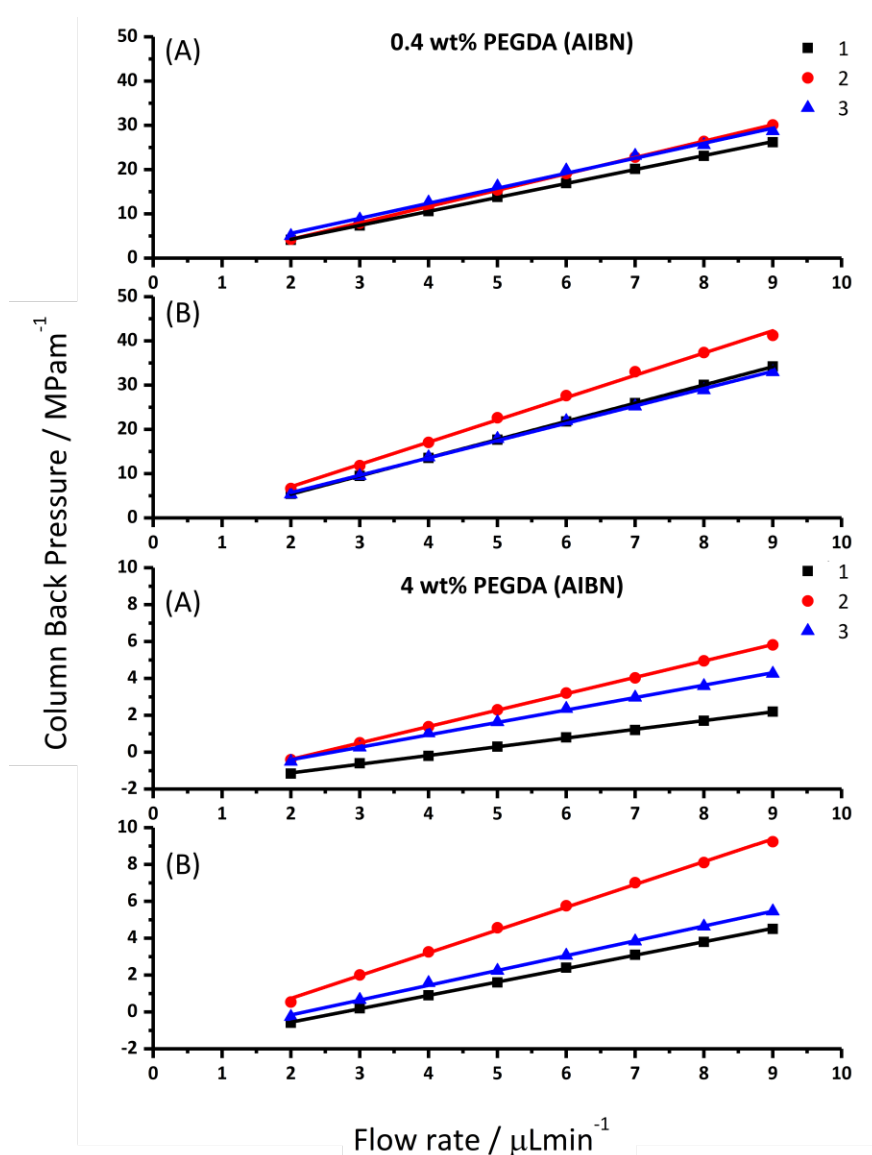 Column Back Pressure / MPam⁻¹
(A)
0.4 wt% PEGDA (AIBN)
1
2
3
50
40
30
20
10
0
0 1 2 3 4 5 6 7 8 9 10
(B)
50
40
30
20
10
0
0 1 2 3 4 5 6 7 8 9 10
(A)
4 wt% PEGDA (AIBN)
1
2
3
10
8
6
4
2
0
-2
0 1 2 3 4 5 6 7 8 9 10
(B)
10
8
6
4
2
0
-2
0 1 2 3 4 5 6 7 8 9 10
Flow rate / μLmin⁻¹